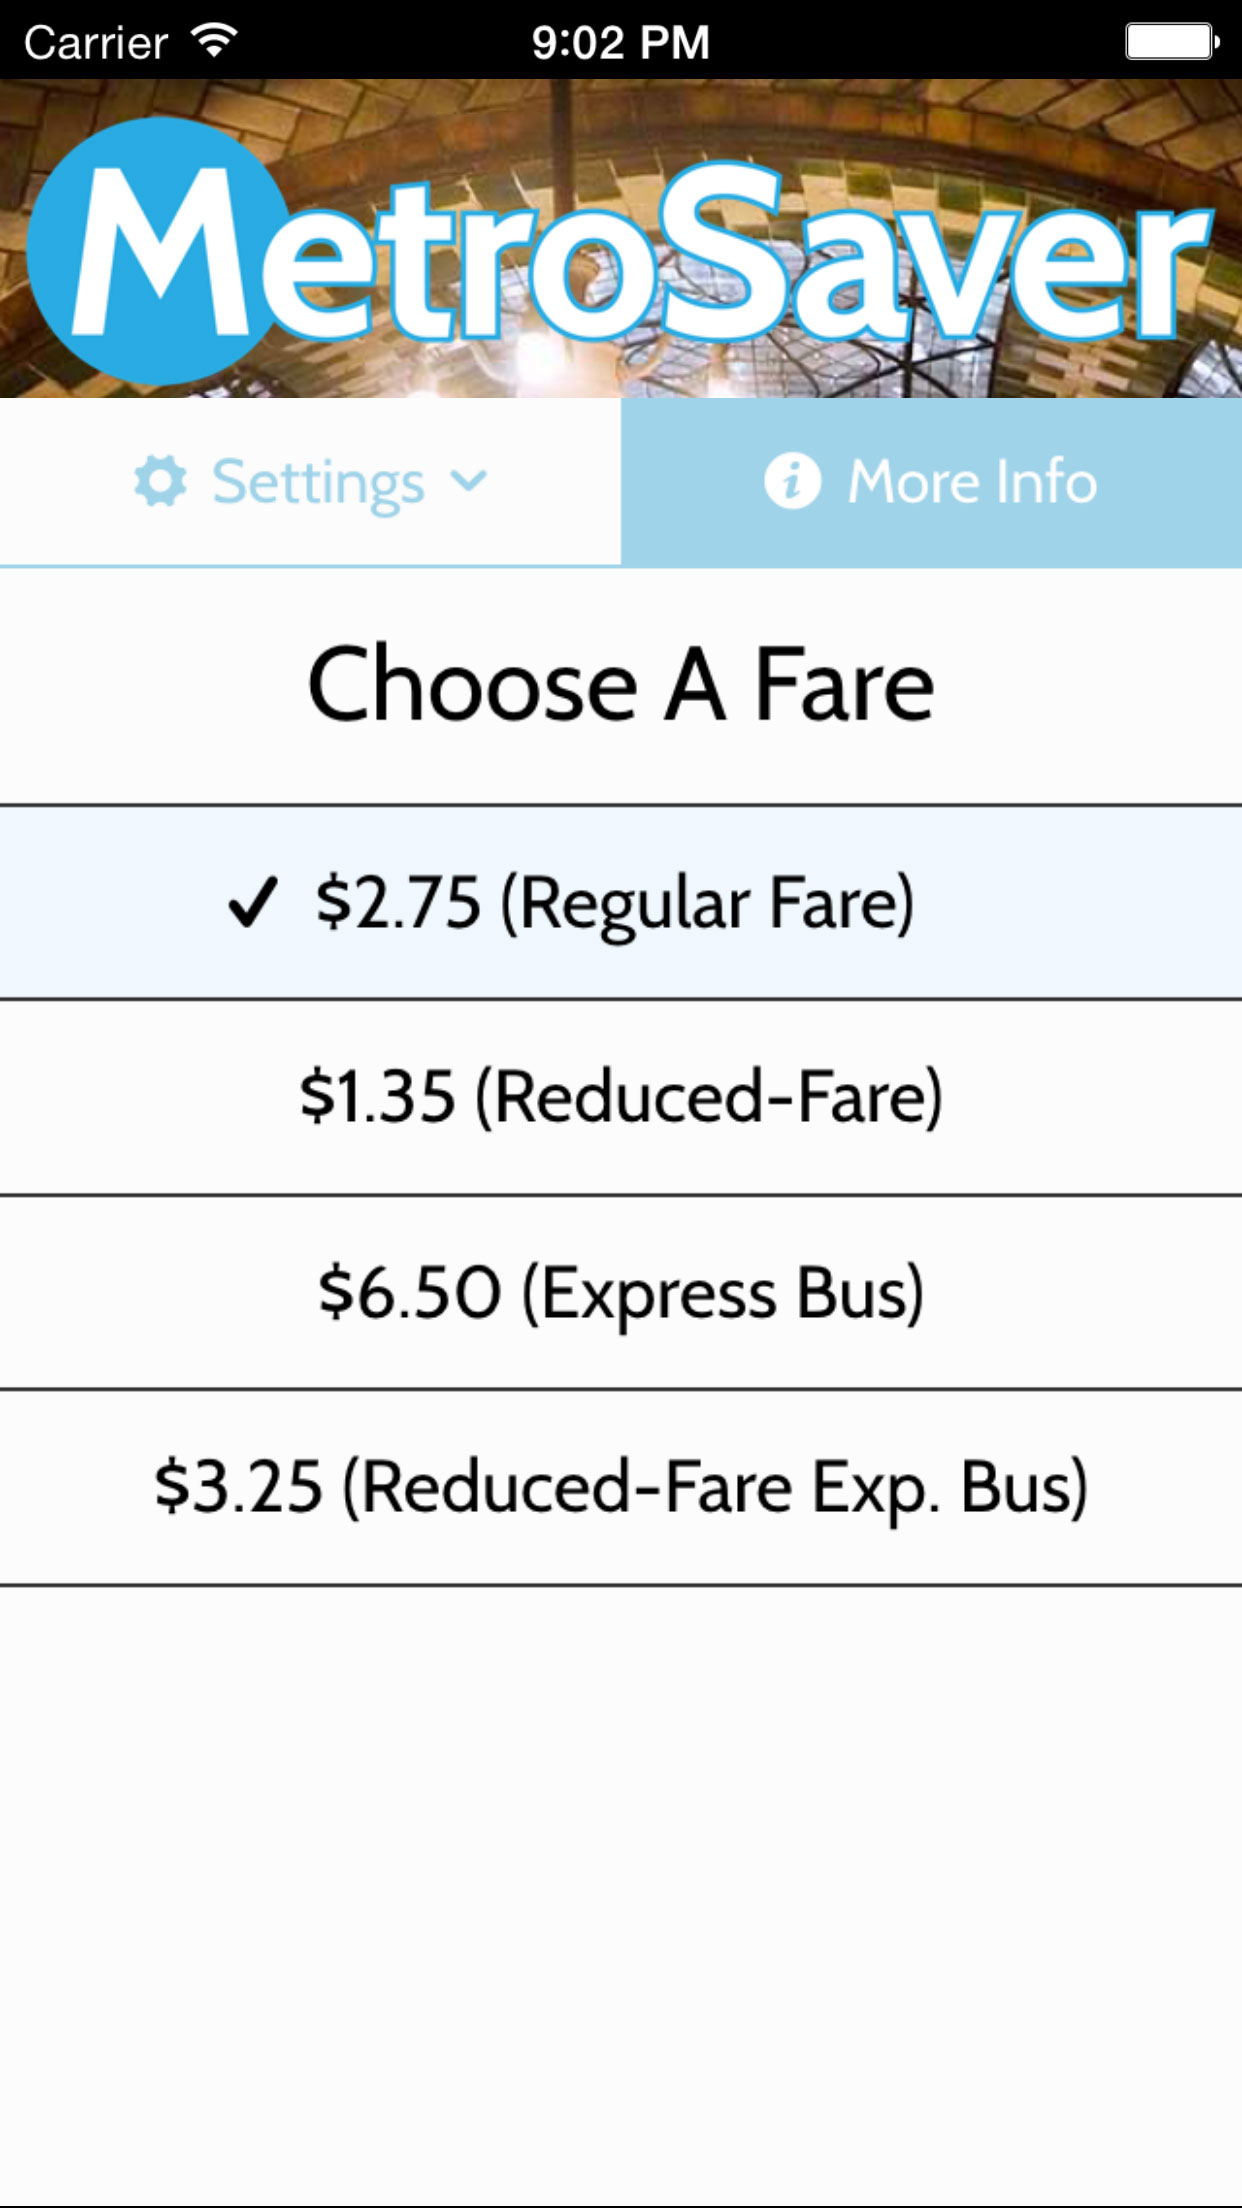 Carrier 9:02 PM
MetroSaver
Settings More Info
Choose A Fare
✓ $2.75 (Regular Fare)
$1.35 (Reduced-Fare)
$6.50 (Express Bus)
$3.25 (Reduced-Fare Exp. Bus)